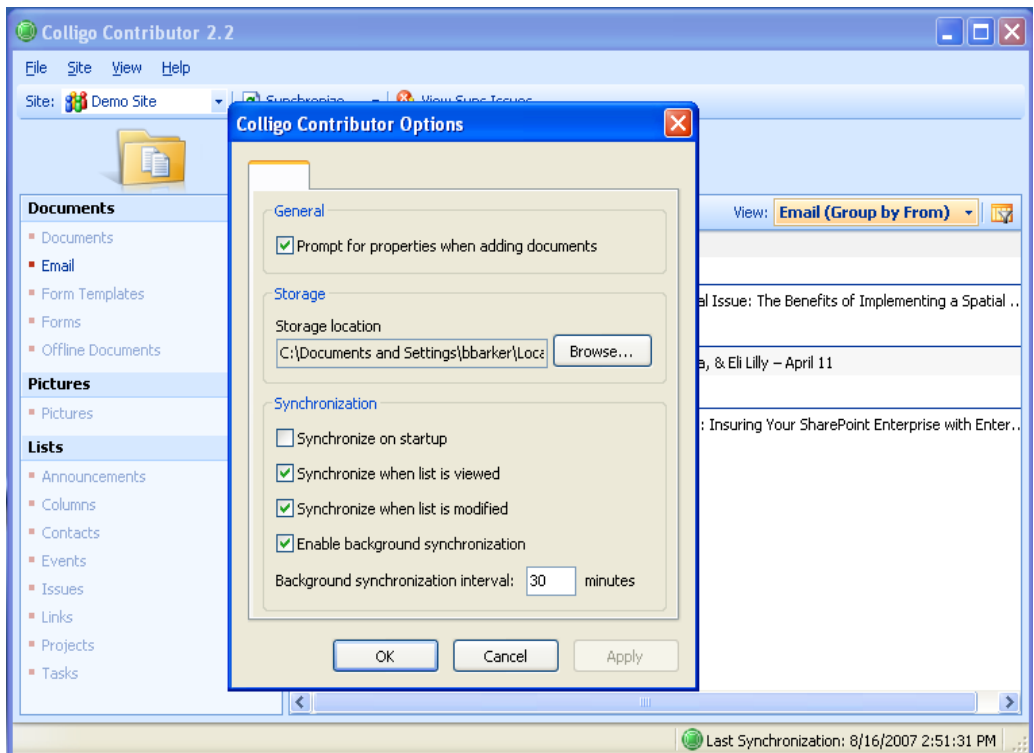 Colligo Contributor 2.2
File Site View Help
Site: Demo Site Synchronize View Sync Issues
Colligo Contributor Options
General
Prompt for properties when adding documents
Storage
Storage location
C:\Documents and Settings\bbarker\Loca
Browse...
Synchronization
Synchronize on startup
Synchronize when list is viewed
Synchronize when list is modified
Enable background synchronization
Background synchronization interval: 30 minutes
OK Cancel Apply
Documents
Documents
Email
Form Templates
Forms
Offline Documents
Pictures
Pictures
Lists
Announcements
Columns
Contacts
Events
Issues
Links
Projects
Tasks
View: Email (Group by From)
al Issue: The Benefits of Implementing a Spatial ..
a, & Eli Lilly – April 11
: Insuring Your SharePoint Enterprise with Enter..
Last Synchronization: 8/16/2007 2:51:31 PM